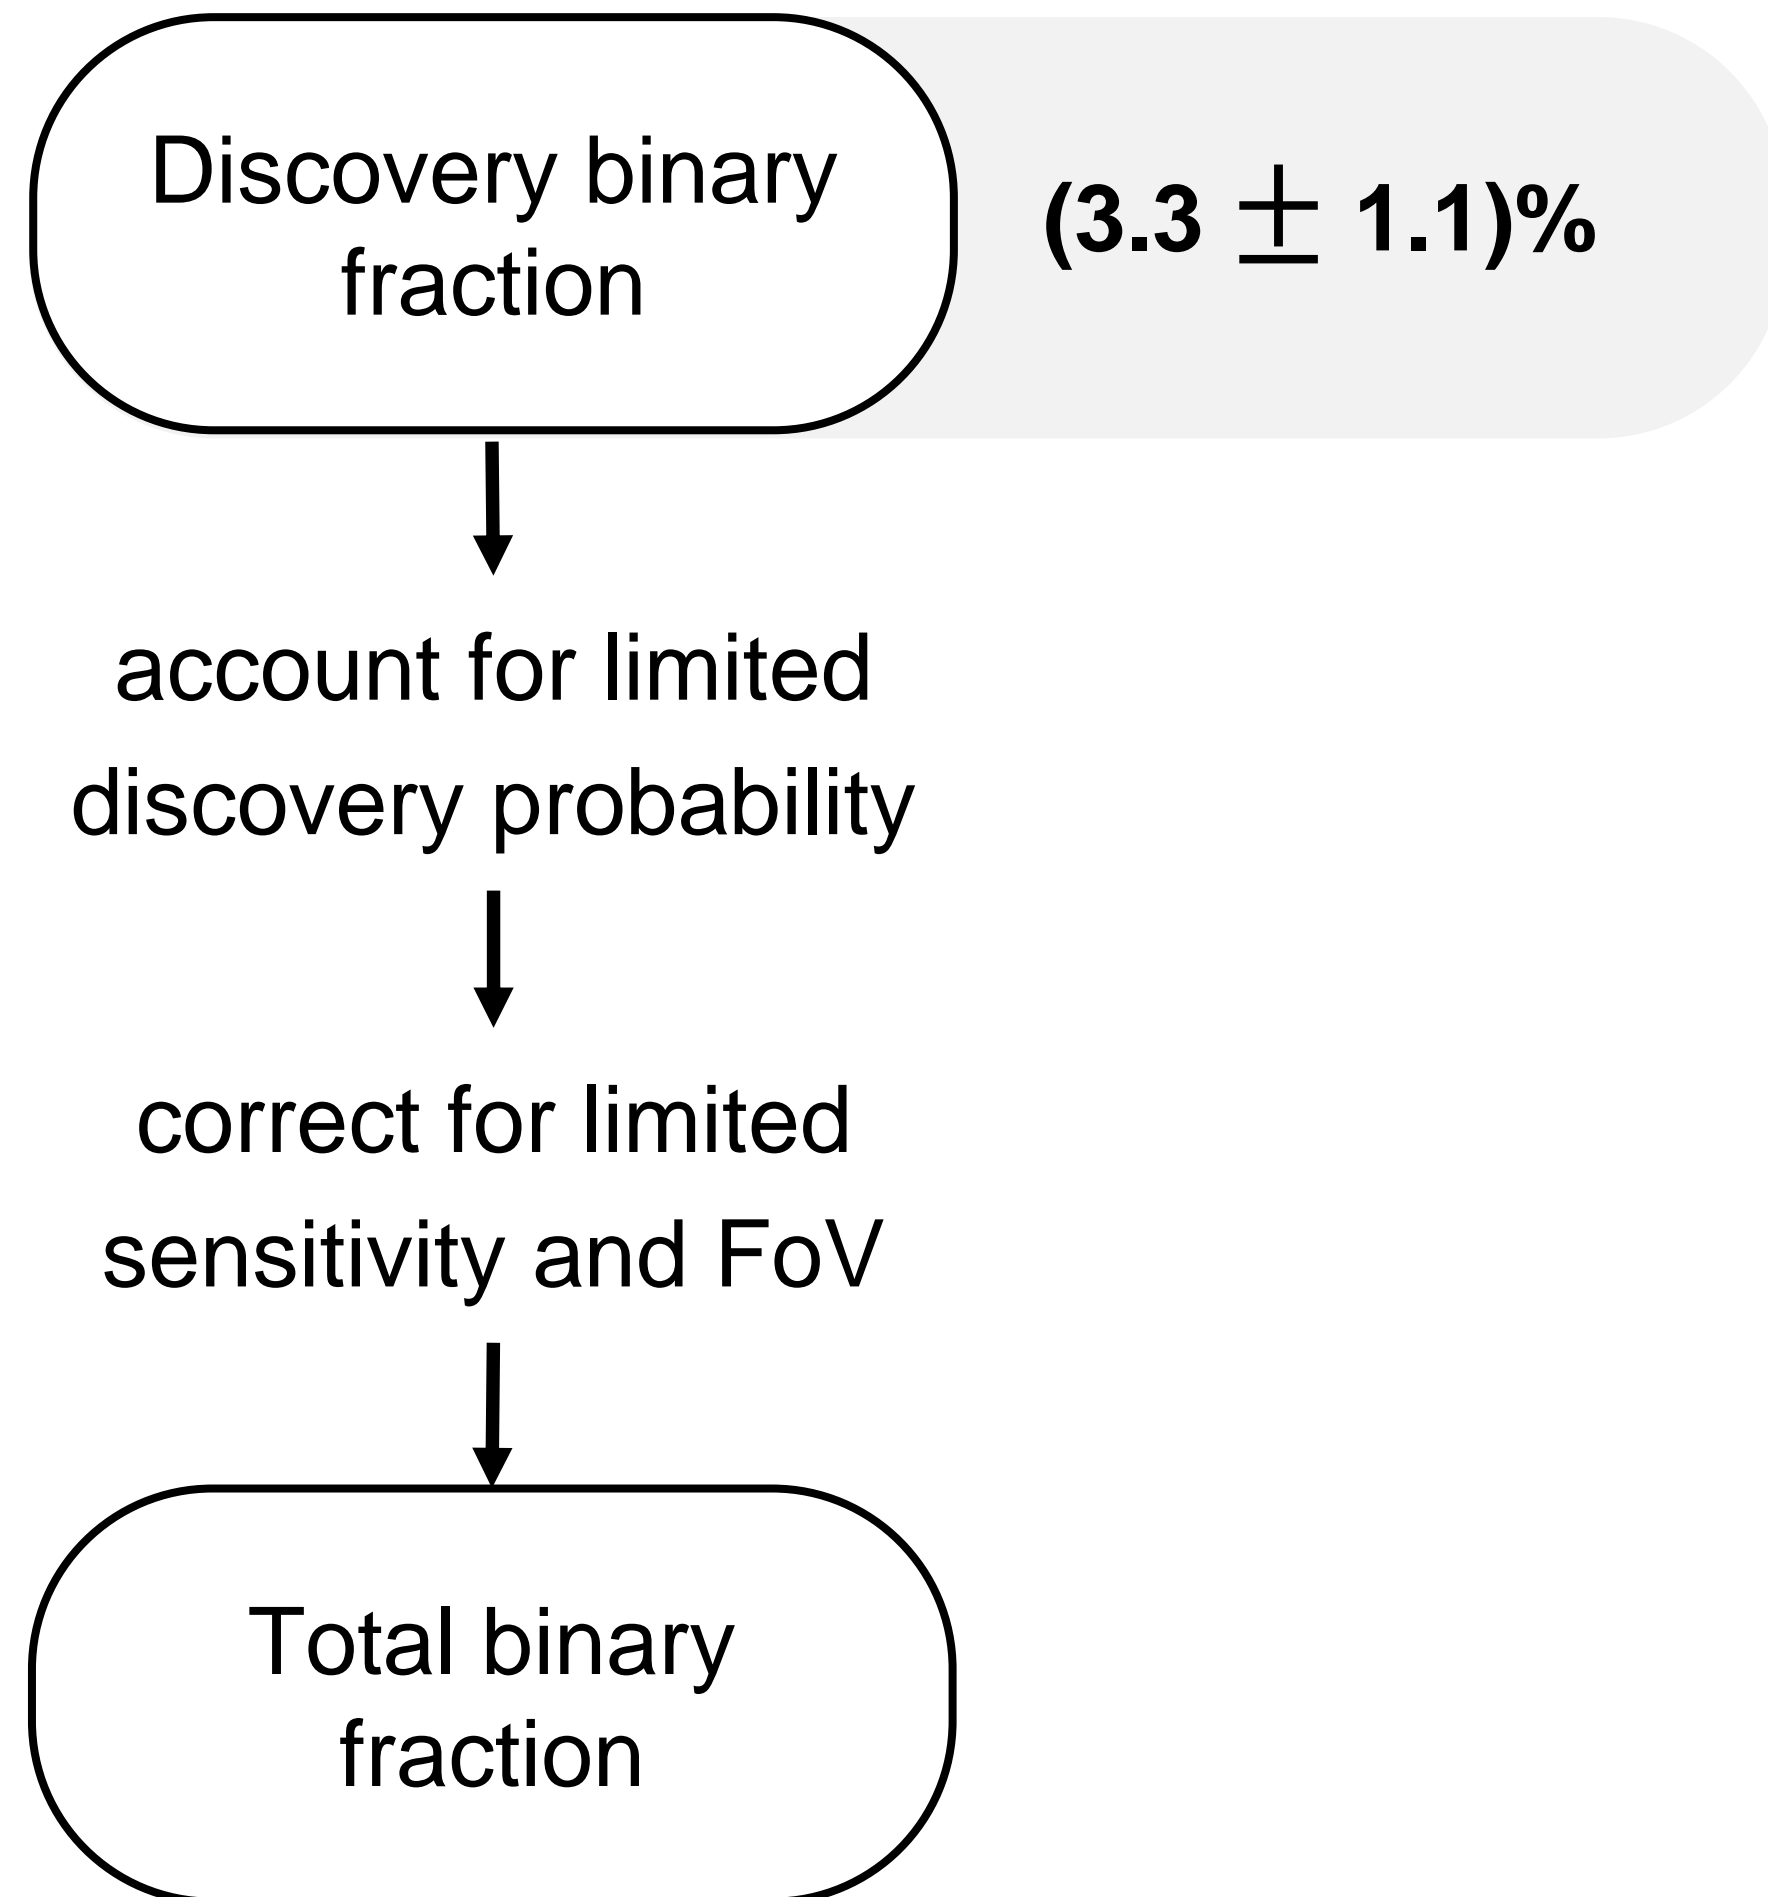 Discovery binary
fraction
(3.3 ± 1.1)%
account for limited
discovery probability
correct for limited
sensitivity and FoV
Total binary
fraction